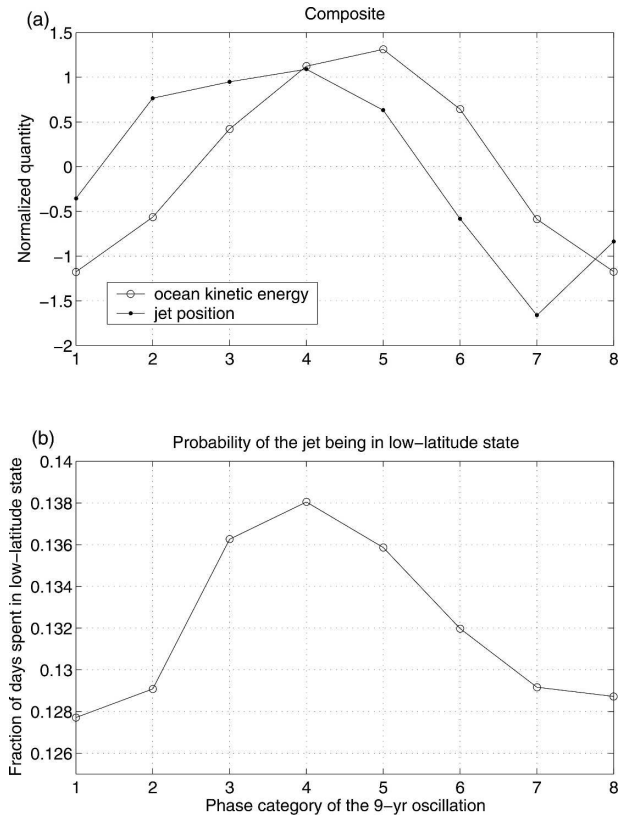 (a)
Composite
Normalized quantity
1.5
1
0.5
0
−0.5
−1
−1.5
−2
ocean kinetic energy
jet position
1 2 3 4 5 6 7 8
(b)
Probability of the jet being in low−latitude state
Fraction of days spent in low−latitude state
0.14
0.138
0.136
0.134
0.132
0.13
0.128
0.126
1 2 3 4 5 6 7 8
Phase category of the 9−yr oscillation